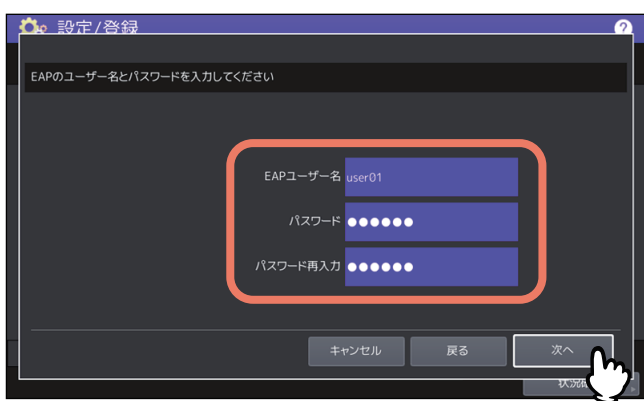 設定/登録
?
EAPのユーザー名とパスワードを入力してください
EAPユーザー名 user01
パスワード ●●●●●●
パスワード再入力 ●●●●●●
キャンセル 戻る 次へ
状況